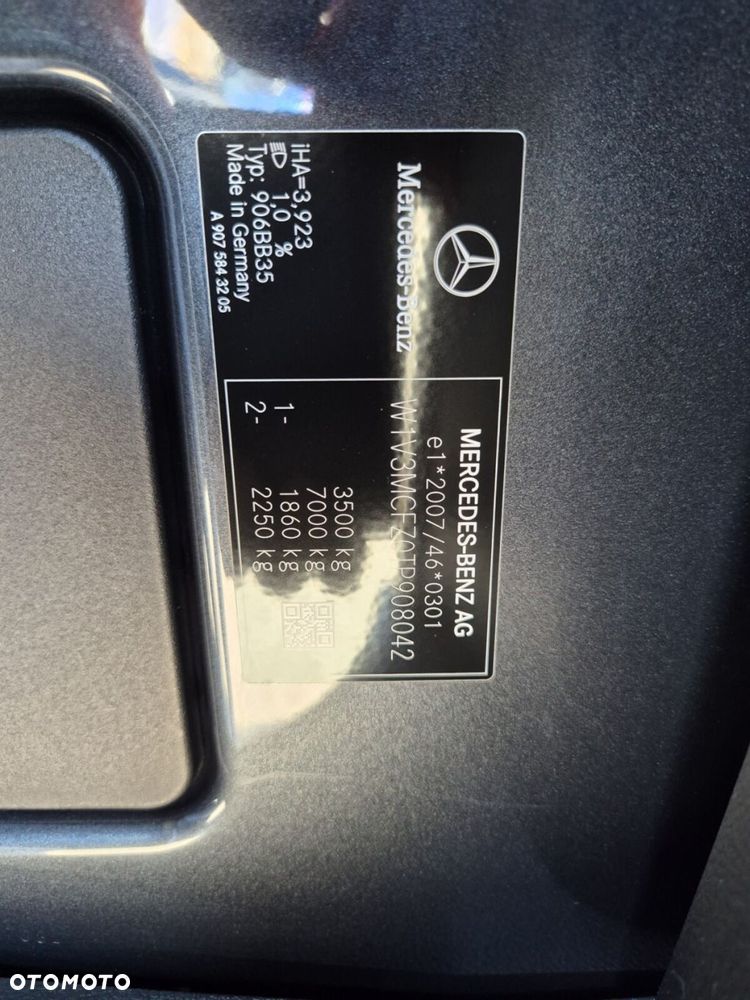 Mercedes-Benz
iHA=3,923
1,0 %
Typ: 906BB35
Made in Germany
A 907 584 32 05
MERCEDES-BENZ AG
e1*2007/46*0301
W1V3MCFZ0TP908042
3500 kg
7000 kg
1- 1860 kg
2- 2250 kg
OTOMOTO